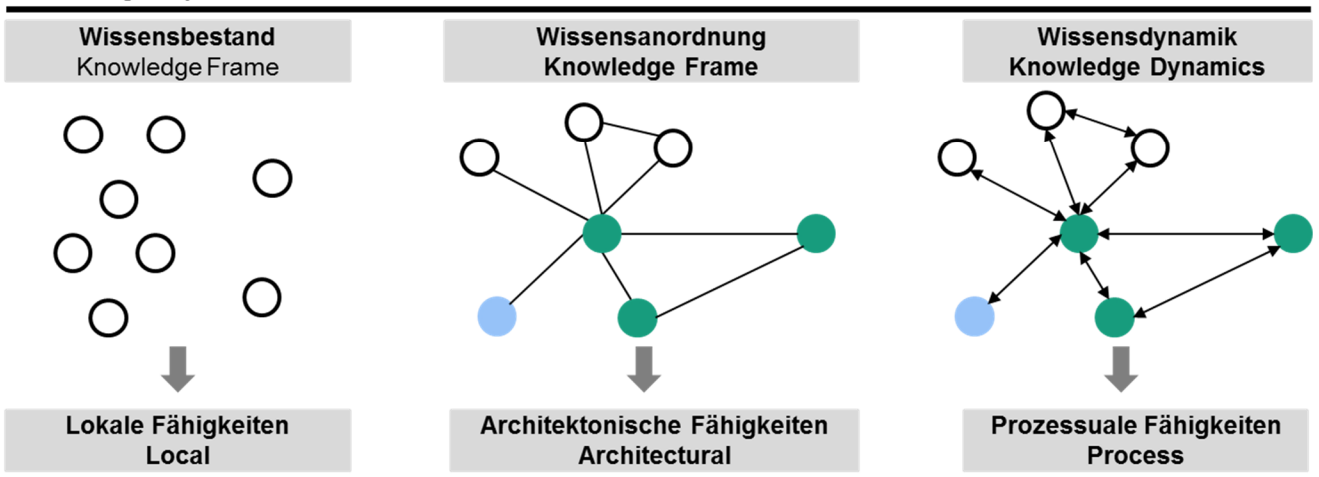 Wissensbestand
Knowledge Frame
Wissensanordnung
Knowledge Frame
Wissensdynamik
Knowledge Dynamics
Lokale Fähigkeiten
Local
Architektonische Fähigkeiten
Architectural
Prozessuale Fähigkeiten
Process